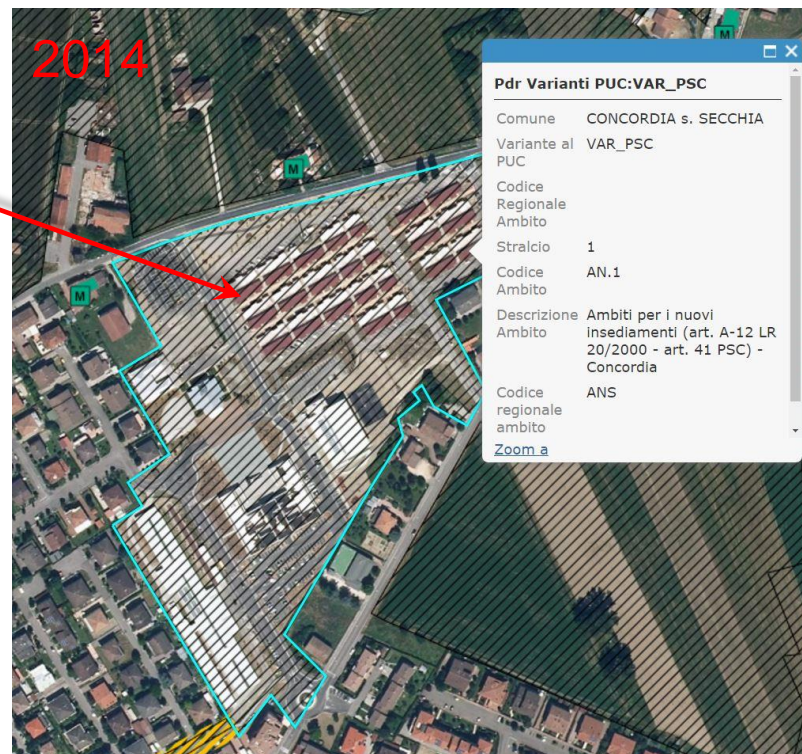 2014
M
M
M
Pdr Varianti PUC:VAR_PSC
Comune CONCORDIA s. SECCHIA
Variante al PUC VAR_PSC
Codice Regionale Ambito
Stralcio 1
Codice Ambito AN.1
Descrizione Ambito Ambiti per i nuovi
insediamenti (art. A-12 LR
20/2000 - art. 41 PSC) -
Concordia
Codice regionale ambito ANS
Zoom a